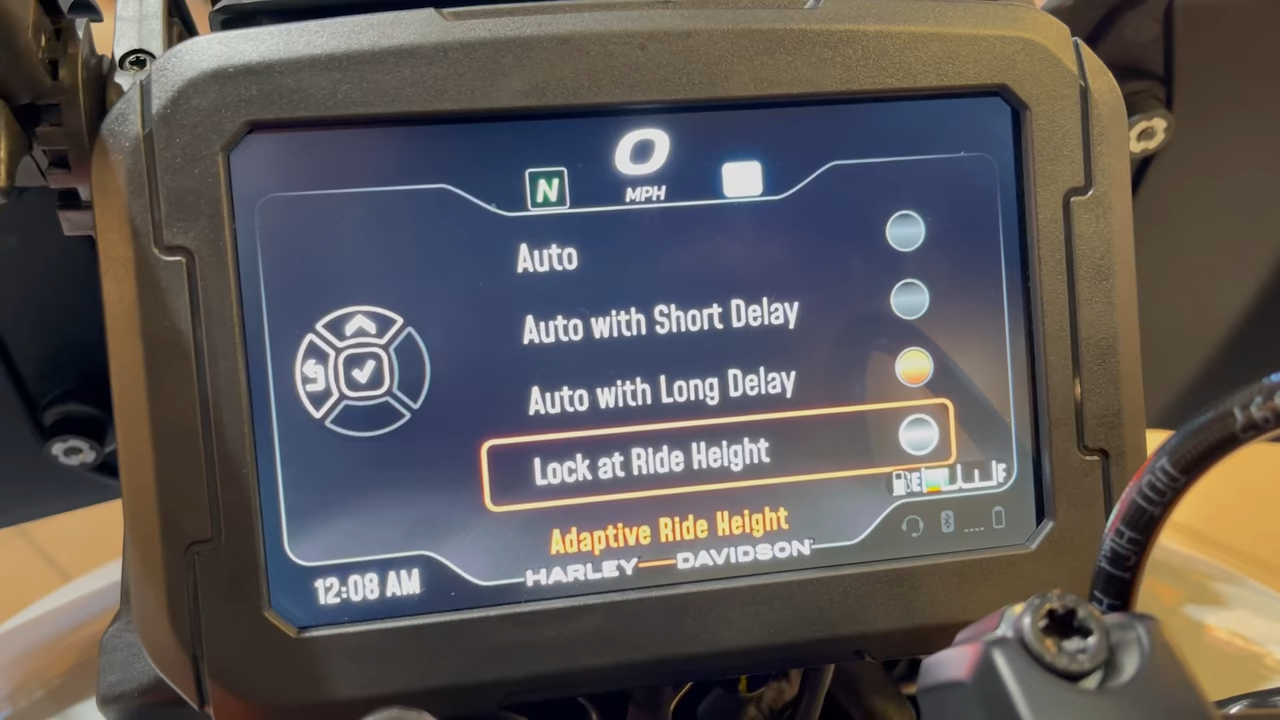 0
N
MPH
Auto
Auto with Short Delay
Auto with Long Delay
Lock at Ride Height
E F
Adaptive Ride Height
HARLEY-DAVIDSON
12:08 AM